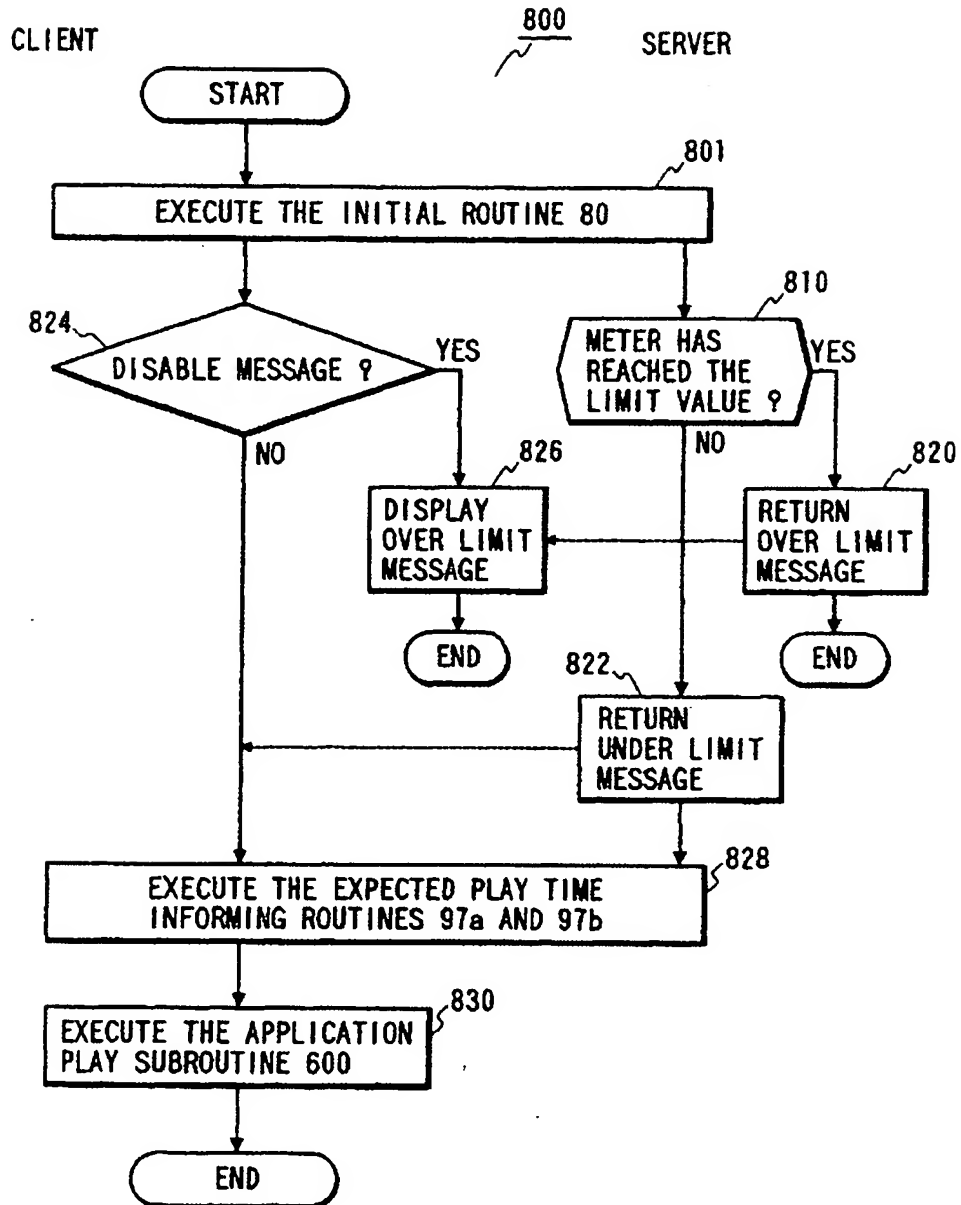 CLIENT
800
SERVER
START
801
EXECUTE THE INITIAL ROUTINE 80
810
824
DISABLE MESSAGE ?
YES
METER HAS
REACHED THE
LIMIT VALUE ?
YES
NO
826
NO
820
DISPLAY
OVER LIMIT
MESSAGE
RETURN
OVER LIMIT
MESSAGE
END
END
822
RETURN
UNDER LIMIT
MESSAGE
828
EXECUTE THE EXPECTED PLAY TIME
INFORMING ROUTINES 97a AND 97b
830
EXECUTE THE APPLICATION
PLAY SUBROUTINE 600
END